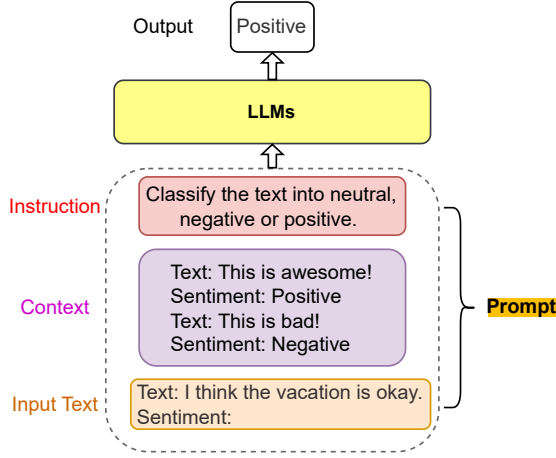 Output
Positive
LLMs
Instruction
Classify the text into neutral,
negative or positive.
Context
Text: This is awesome!
Sentiment: Positive
Text: This is bad!
Sentiment: Negative
Prompt
Input Text
Text: I think the vacation is okay.
Sentiment: